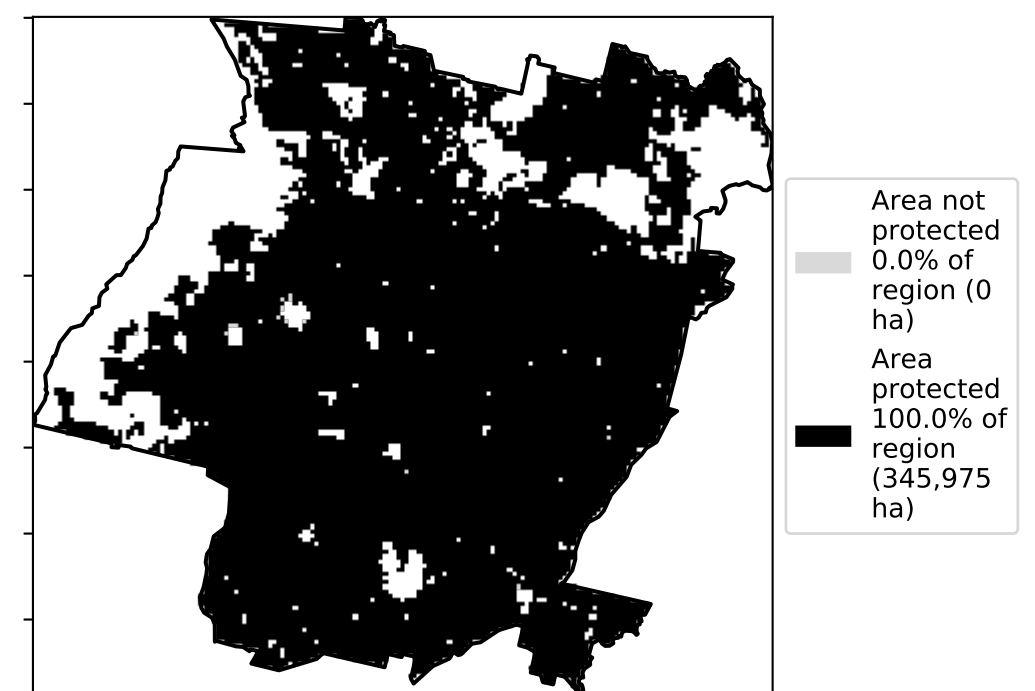 Area not
protected
0.0% of
region (0
ha)
Area
protected
100.0% of
region
(345,975
ha)